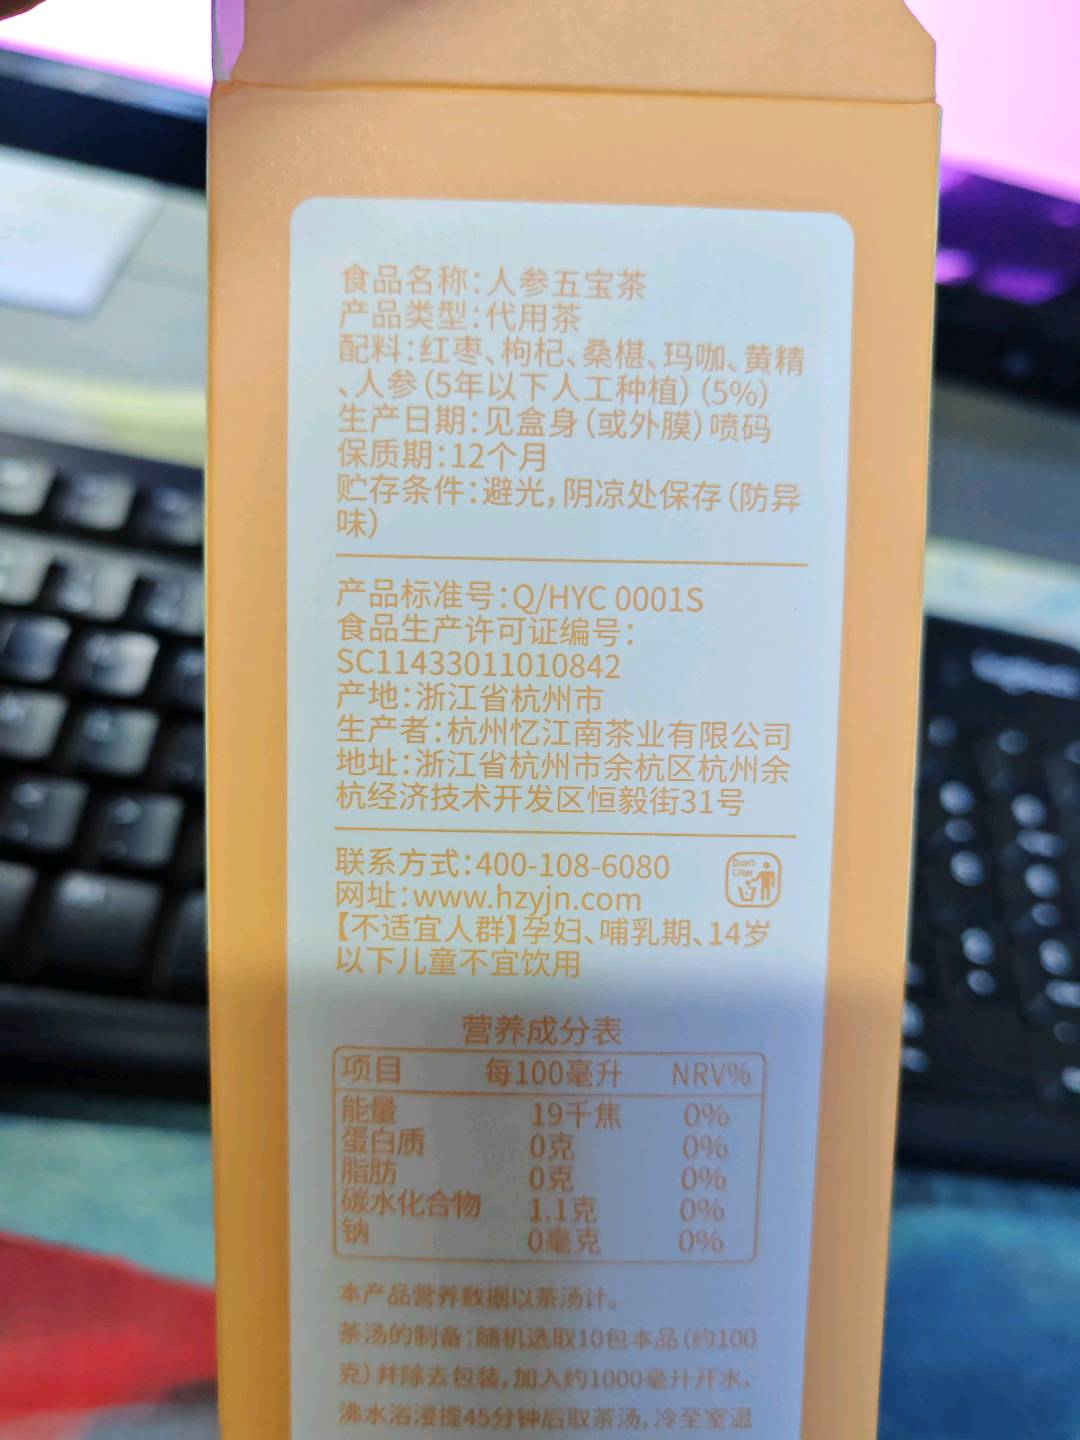 食品名称：人参五宝茶
产品类型：代用茶
配料：红枣、枸杞、桑椹、玛咖、黄精
、人参（5年以下人工种植）（5%）
生产日期：见盒身（或外膜）喷码
保质期：12个月
贮存条件：避光，阴凉处保存（防异
味）
产品标准号：Q/HYC 0001S
食品生产许可证编号：
SC11433011010842
产地：浙江省杭州市
生产者：杭州忆江南茶业有限公司
地址：浙江省杭州市余杭区杭州余
杭经济技术开发区恒毅街31号
联系方式：400-108-6080
Don't
Litter
网址：www.hzyjn.com
【不适宜人群】孕妇、哺乳期、14岁
以下儿童不宜饮用
营养成分表
项目 每100毫升 NRV%
能量 19千焦 0%
蛋白质 0克 0%
脂肪 0克 0%
碳水化合物 1.1克 0%
钠 0毫克 0%
本产品营养数据以茶汤计。
茶汤的制备：随机选取10包本品（约100
克）并除去包装，加入约1000毫升开水，
沸水浴浸提45分钟后取茶汤，冷至室温